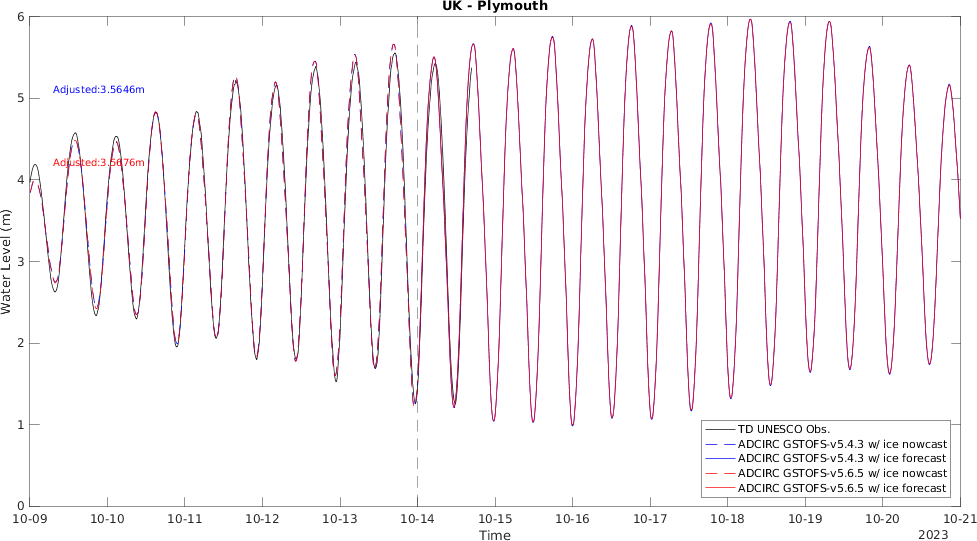 UK - Plymouth
6
5
4
3
2
1
0
Water Level (m)
Adjusted:3.5646m
Adjusted:3.5676m
TD UNESCO Obs.
ADCIRC GSTOFS-v5.4.3 w/ ice nowcast
ADCIRC GSTOFS-v5.4.3 w/ ice forecast
ADCIRC GSTOFS-v5.6.5 w/ ice nowcast
ADCIRC GSTOFS-v5.6.5 w/ ice forecast
10-09 10-10 10-11 10-12 10-13 10-14 10-15 10-16 10-17 10-18 10-19 10-20 10-21
Time
2023